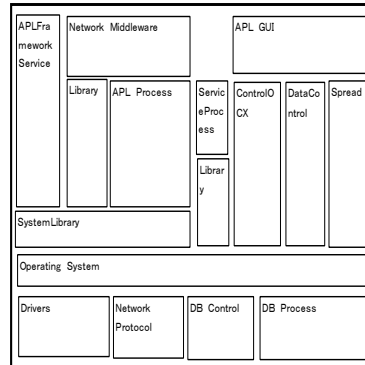 APLFra
mework
Service
Network Middleware
APL GUI
Library
APL Process
Servic
eProc
ess
ControlO
CX
DataCo
ntrol
Spread
Librar
y
SystemLibrary
Operating System
Drivers
Network
Protocol
DB Control
DB Process